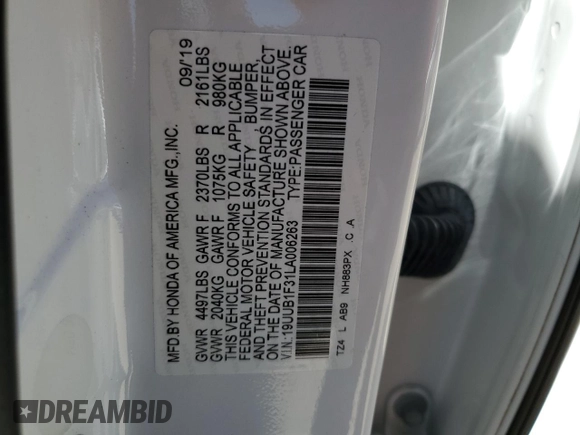 MFD.BY HONDA OF AMERICA MFG.,INC. 09/19
GVWR 4497LBS GAWR F 2370LBS R 2161LBS
GVWR 2040KG GAWR F 1075KG R 980KG
THIS VEHICLE CONFORMS TO ALL APPLICABLE
FEDERAL MOTOR VEHICLE SAFETY BUMPER,
AND THEFT PREVENTION STANDARDS IN EFFECT
ON THE DATE OF MANUFACTURE SHOWN ABOVE.
V.I.N.:19UUB1F31LA006263 TYPE:PASSENGER CAR
TZ4 L AB9 NH883PX .C .A
DREAMBID